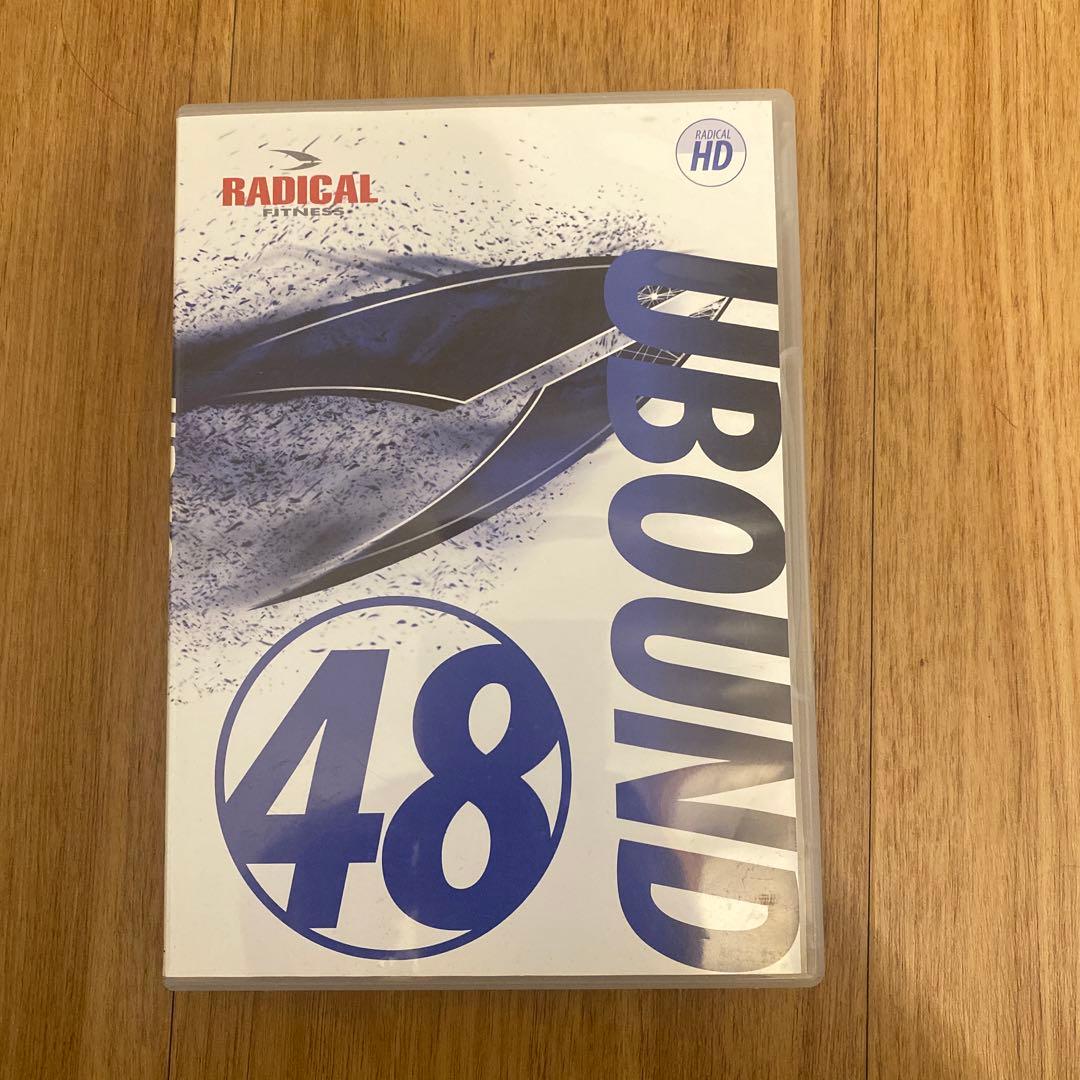 RADICAL
FITNESS
RADICAL
HD
UBOUND
48